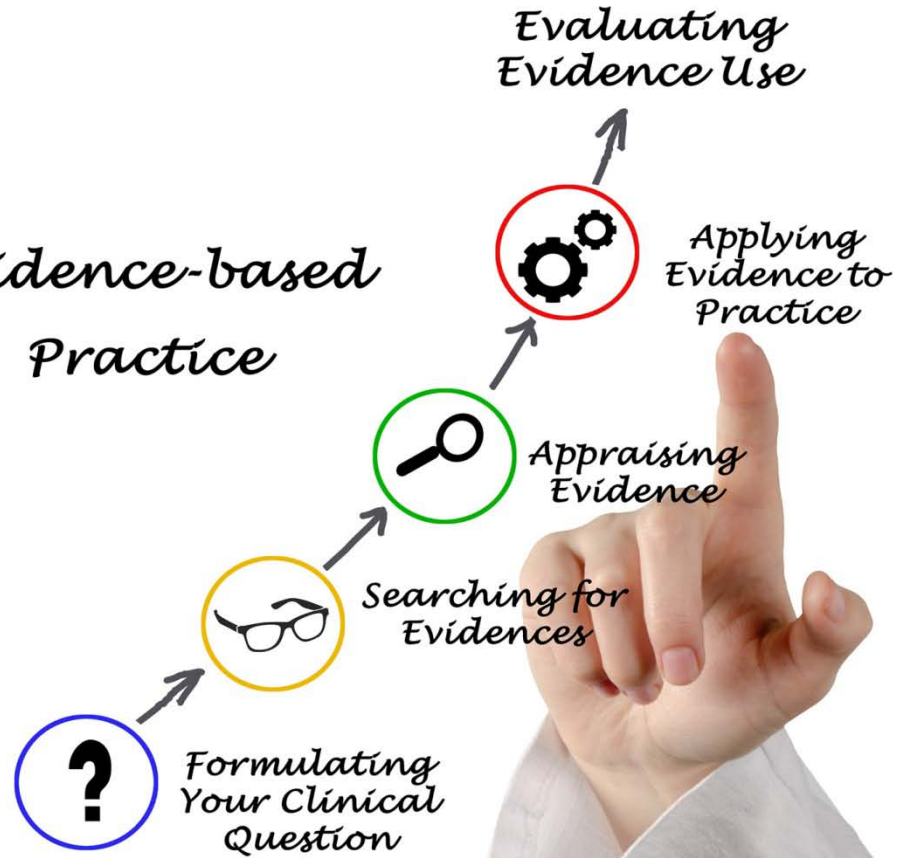 Evaluating
Evidence Use
Applying
Evidence to
Practice
idence-based
Practice
Appraising
Evidence
Searching for
Evidences
?
Formulating
Your Clinical
Question